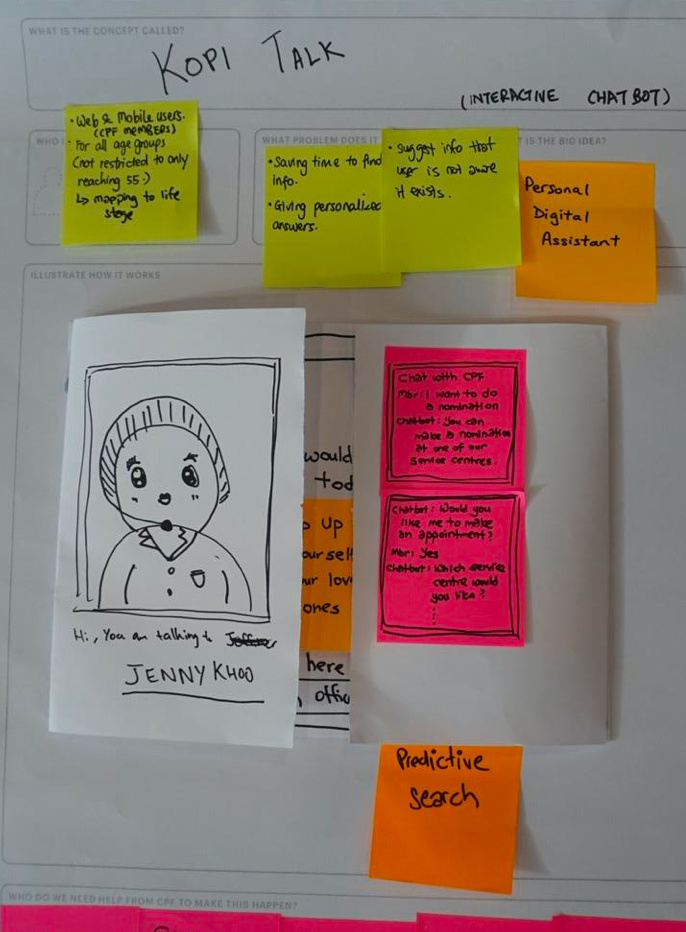 WHAT IS THE CONCEPT CALLED?
KOPI TALK
(INTERACTIVE CHATBOT)
WHO
• Web & Mobile users.
(CPF MEMBERS)
• For all age groups
(not restricted to only
reaching 55.)
↳ mapping to life
stage
WHAT PROBLEM DOES IT
• Saving time to find
info.
• Giving personalized
answers.
• Suggest info that
user is not aware
it exists.
IS THE BIG IDEA?
Personal
Digital
Assistant
ILLUSTRATE HOW IT WORKS
Hi, You are talking to
JENNY KHOO
would
tod
up
ourself
ur lov
ones
here
offic
Chat with CPF
Mbr: I want to do
a nomination
Chatbot: You can
make a nomination
at one of our
service centres.
Chatbot: Would you
like me to make
an appointment?
Mbr: Yes
Chatbot: Which service
centre would
you like?
Predictive
Search
WHO DO WE NEED HELP FROM CPF TO MAKE THIS HAPPEN?